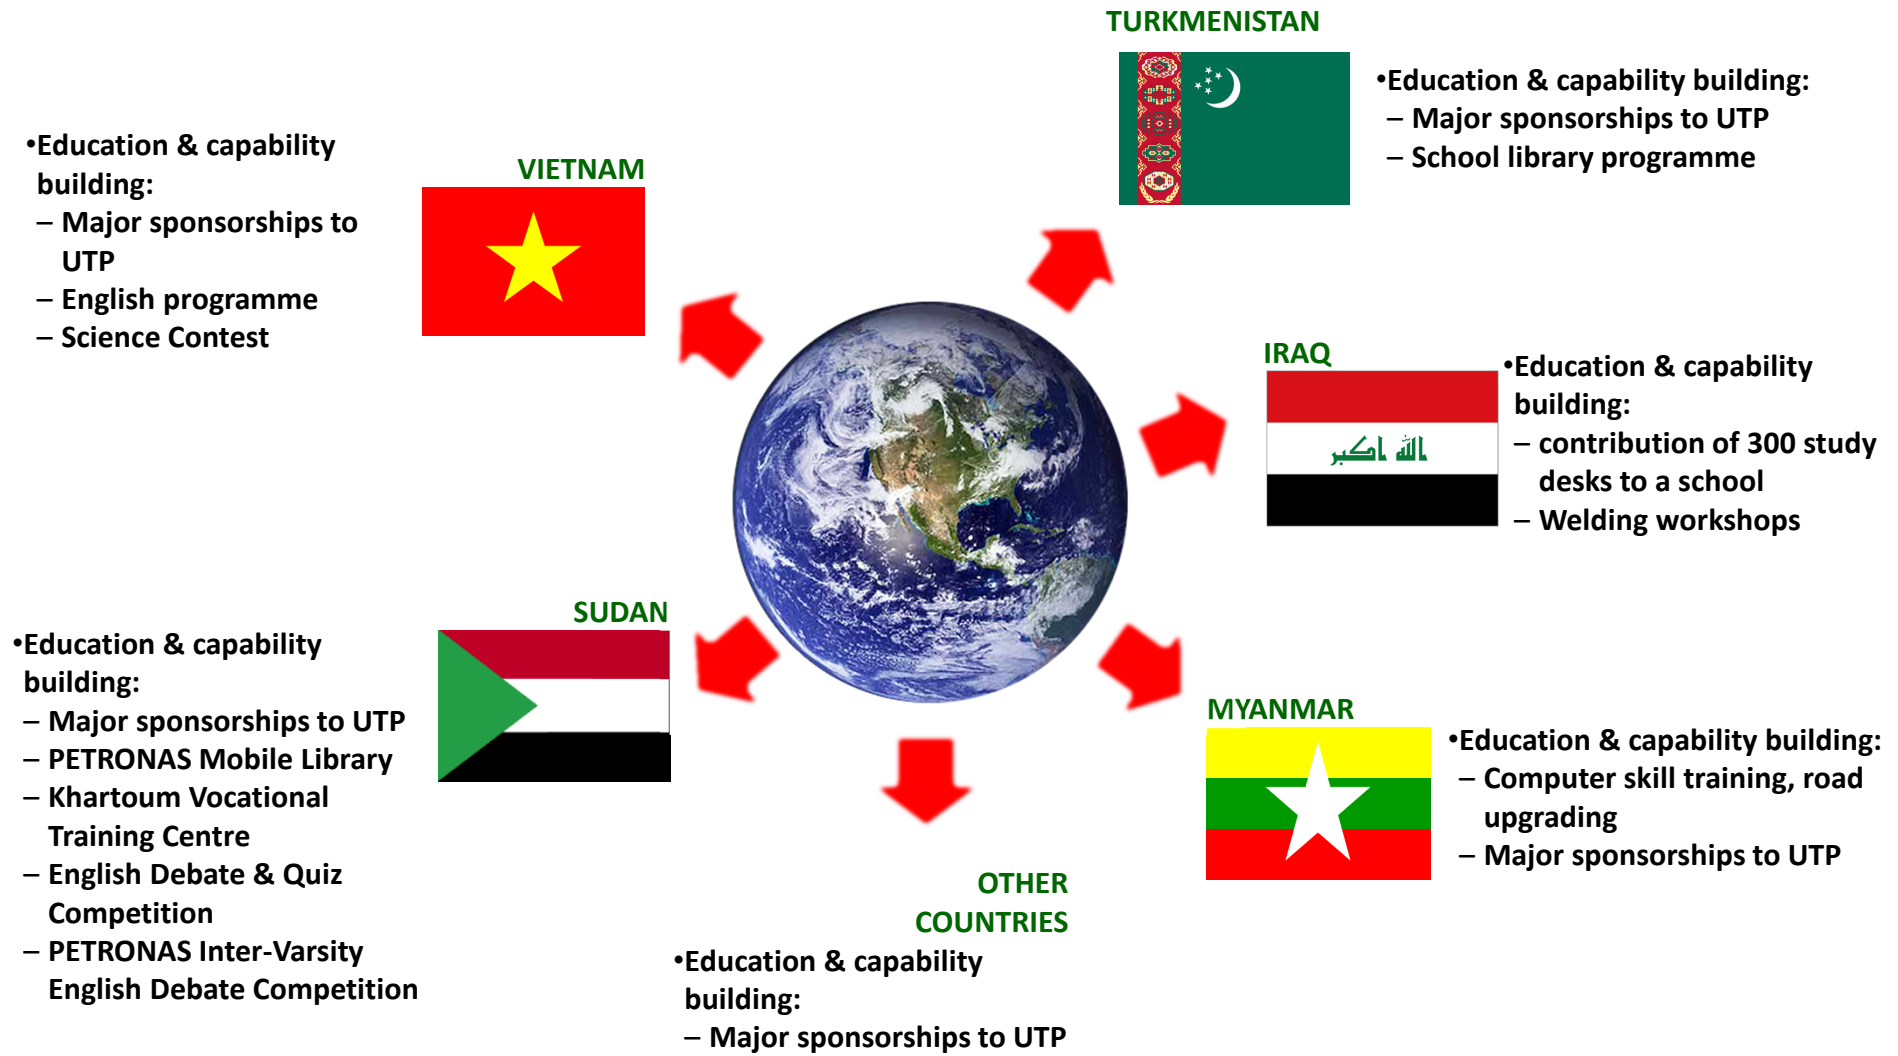 TURKMENISTAN
•Education & capability building:
– Major sponsorships to UTP
– School library programme
VIETNAM
•Education & capability
building:
– Major sponsorships to
UTP
– English programme
– Science Contest
IRAQ
الله اكبر
•Education & capability
building:
– contribution of 300 study
desks to a school
– Welding workshops
SUDAN
•Education & capability
building:
– Major sponsorships to UTP
– PETRONAS Mobile Library
– Khartoum Vocational
Training Centre
– English Debate & Quiz
Competition
– PETRONAS Inter-Varsity
English Debate Competition
MYANMAR
•Education & capability building:
– Computer skill training, road
upgrading
– Major sponsorships to UTP
OTHER
COUNTRIES
•Education & capability
building:
– Major sponsorships to UTP